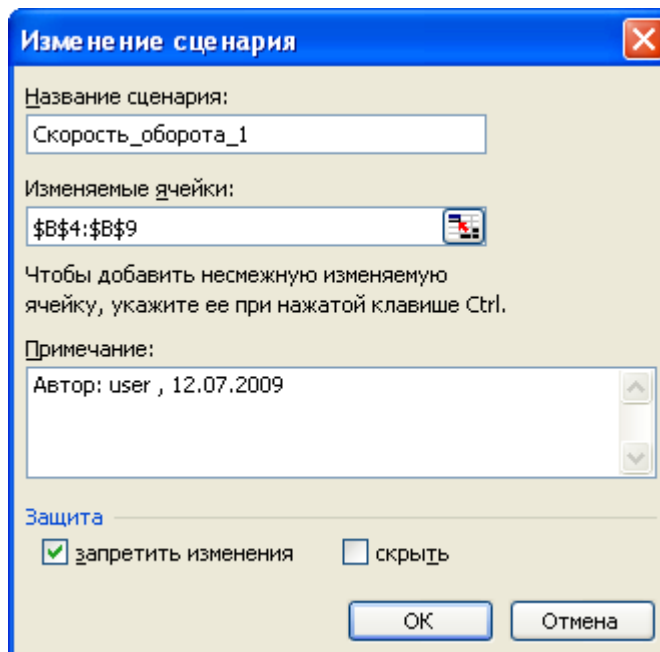 Изменение сценария
Название сценария:
Скорость_оборота_1
Изменяемые ячейки:
$B$4:$B$9
Чтобы добавить несмежную изменяемую
ячейку, укажите ее при нажатой клавише Ctrl.
Примечание:
Автор: user , 12.07.2009
Защита
запретить изменения скрыть
ОК Отмена